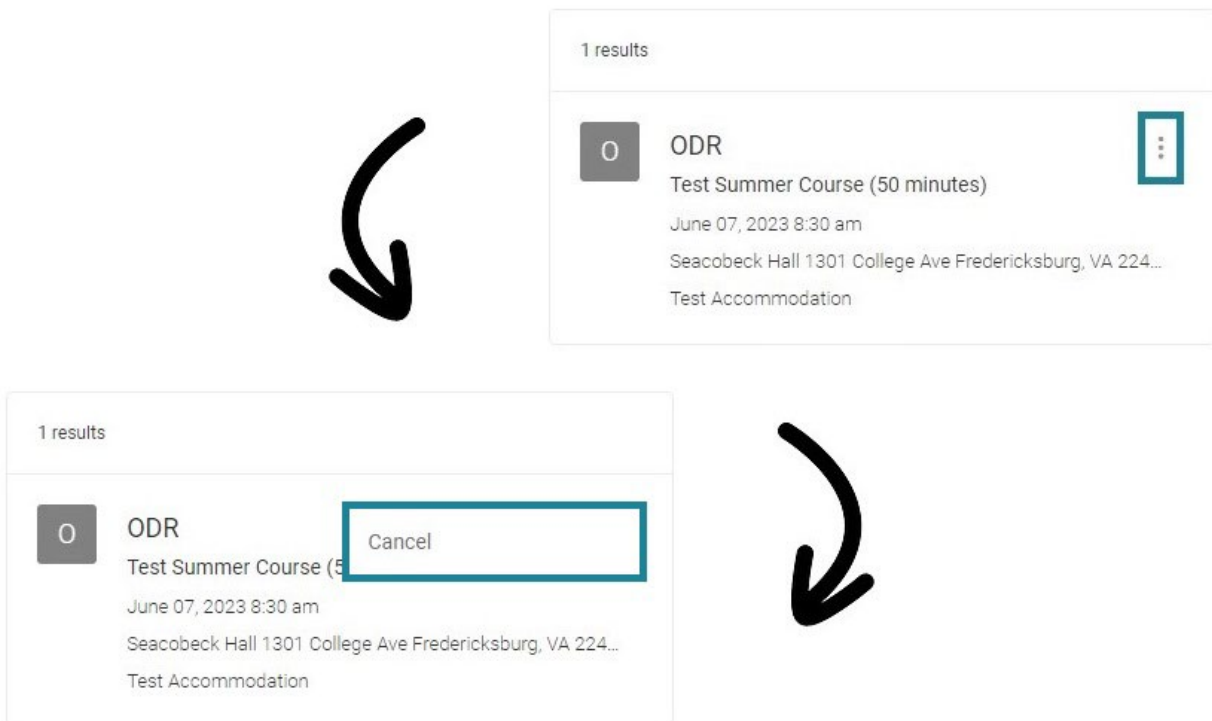 1 results
O
ODR
Test Summer Course (50 minutes)
June 07, 2023 8:30 am
Seacobeck Hall 1301 College Ave Fredericksburg, VA 224...
Test Accommodation
1 results
O
ODR
Cancel
Test Summer Course (5
June 07, 2023 8:30 am
Seacobeck Hall 1301 College Ave Fredericksburg, VA 224...
Test Accommodation